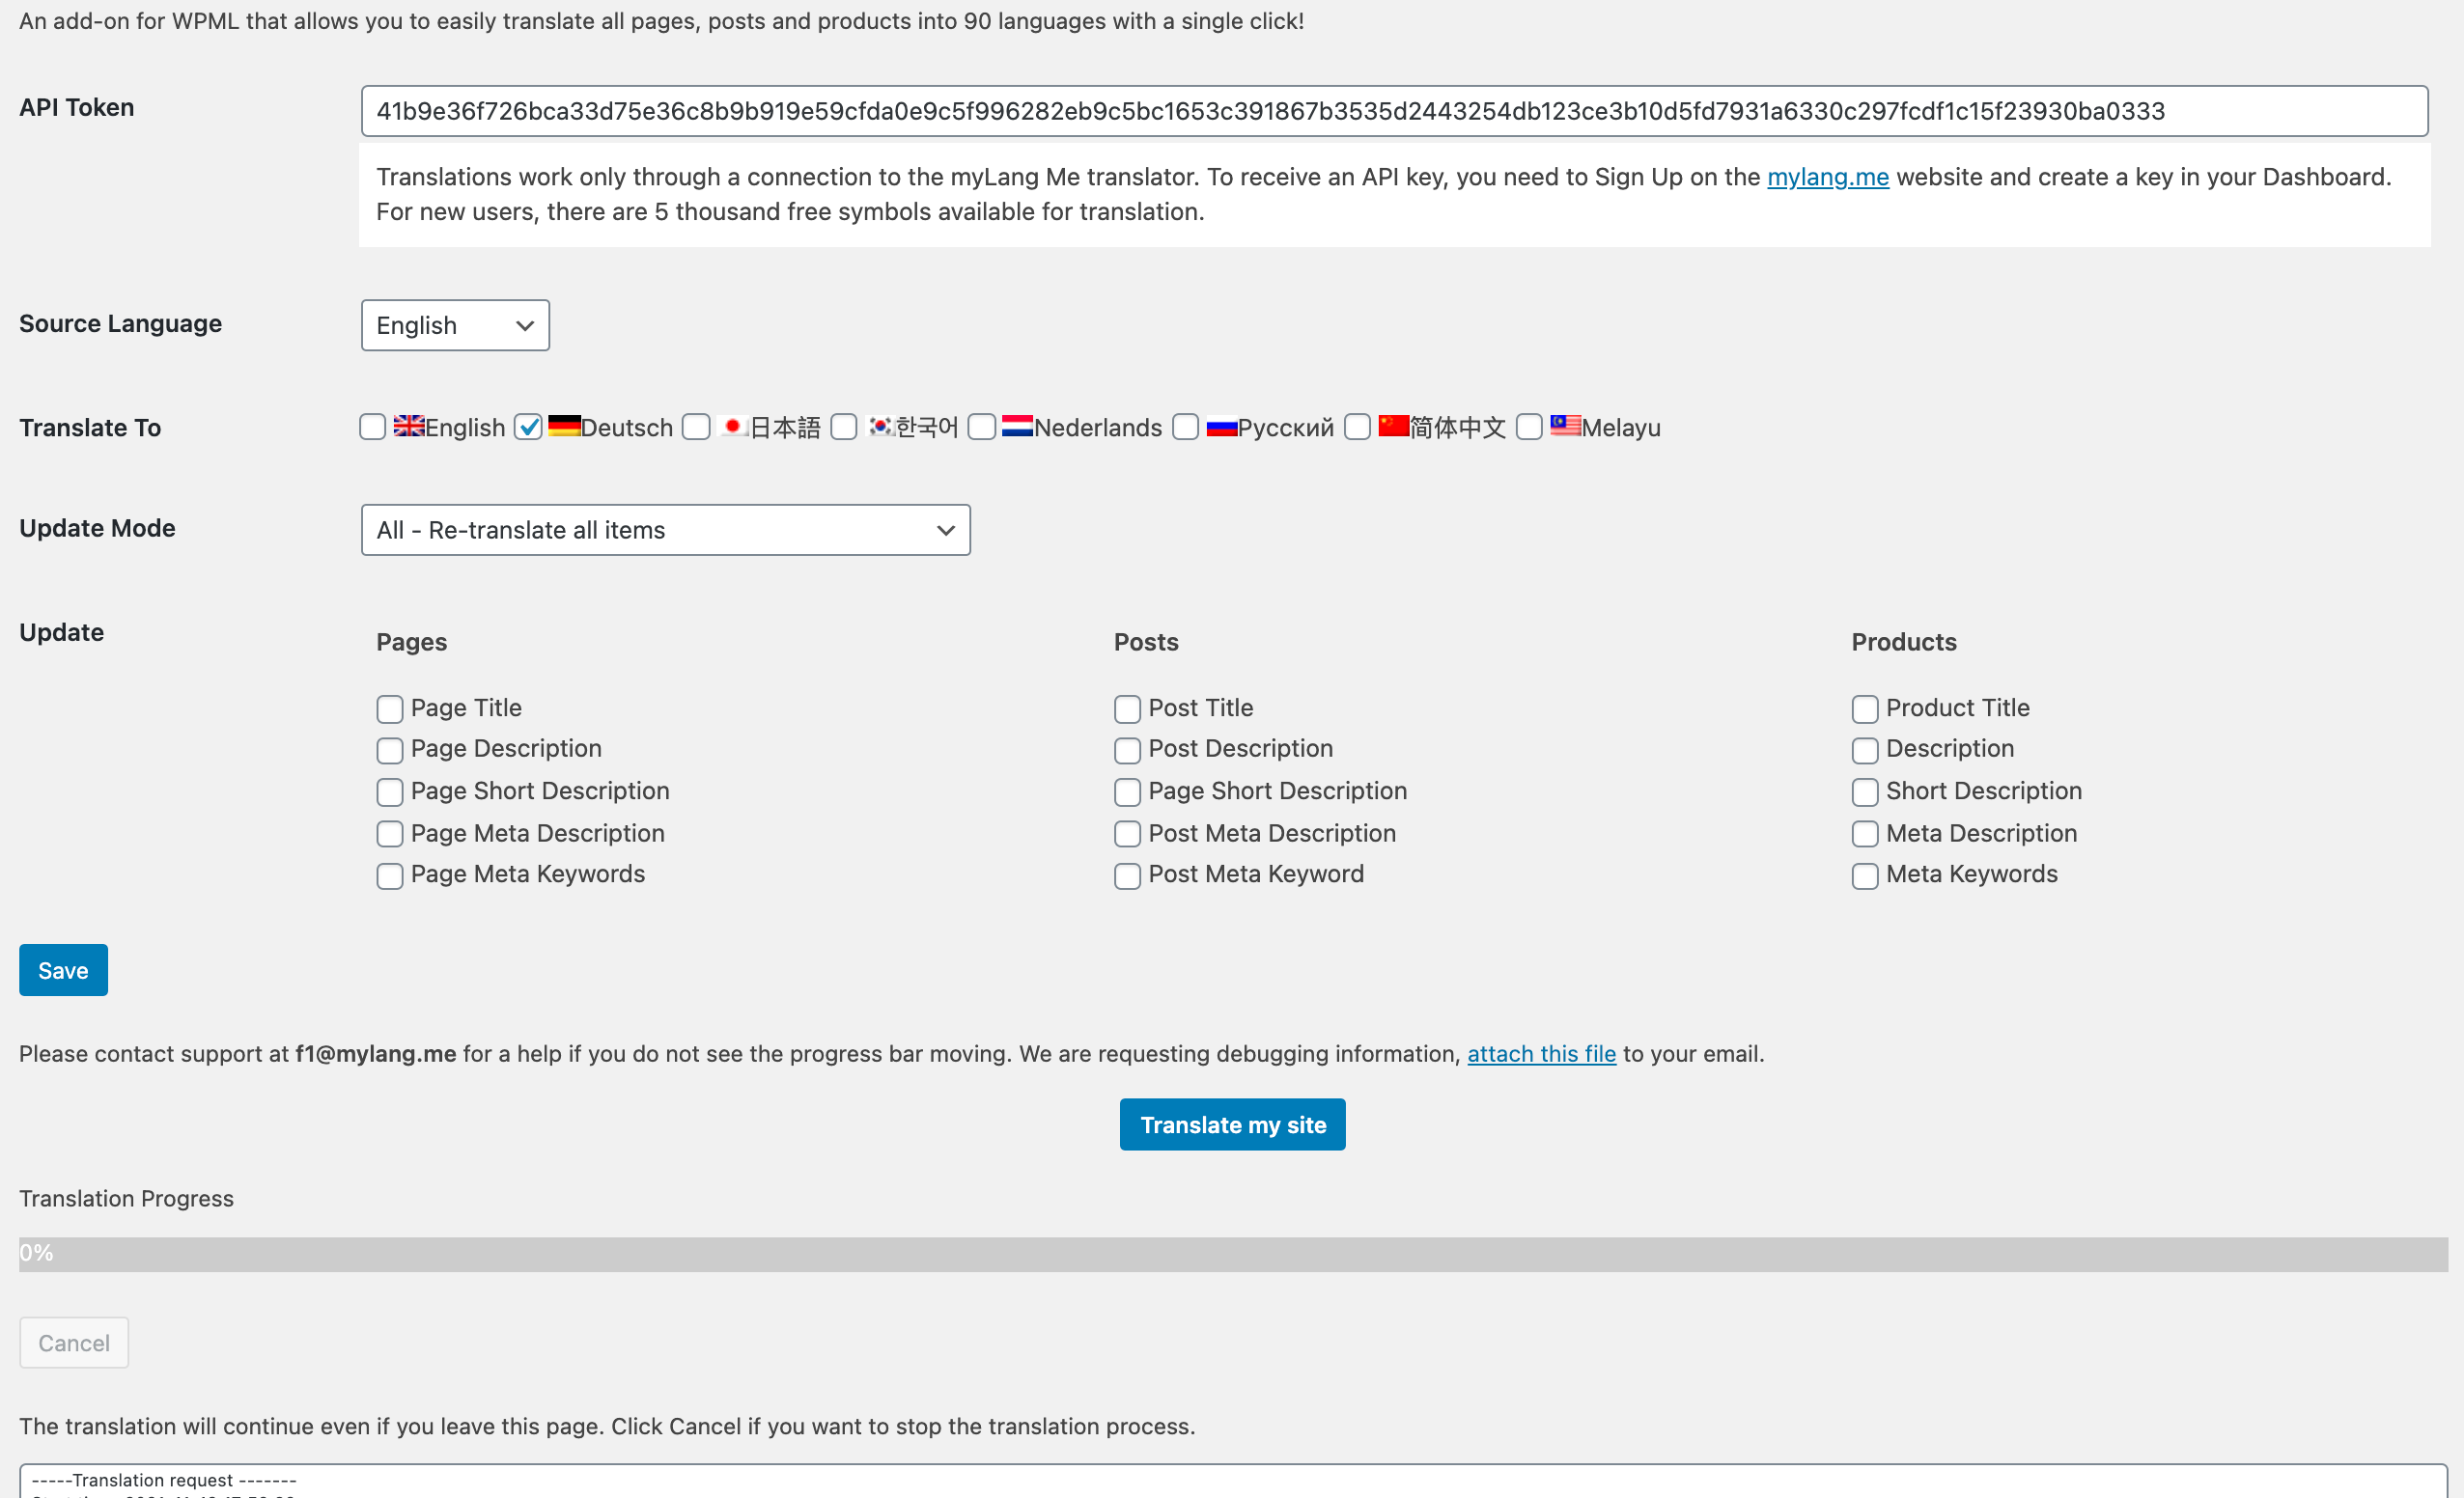 An add-on for WPML that allows you to easily translate all pages, posts and products into 90 languages with a single click!
API Token
41b9e36f726bca33d75e36c8b9b919e59cfda0e9c5f996282eb9c5bc1653c391867b3535d2443254db123ce3b10d5fd7931a6330c297fcdf1c15f23930ba0333
Translations work only through a connection to the myLang Me translator. To receive an API key, you need to Sign Up on the mylang.me website and create a key in your Dashboard.
For new users, there are 5 thousand free symbols available for translation.
Source Language
English
Translate To
English Deutsch 日本語 한국어 Nederlands Русский 简体中文 Melayu
Update Mode
All - Re-translate all items
Update
Pages
Page Title
Page Description
Page Short Description
Page Meta Description
Page Meta Keywords
Posts
Post Title
Post Description
Page Short Description
Post Meta Description
Post Meta Keyword
Products
Product Title
Description
Short Description
Meta Description
Meta Keywords
Save
Please contact support at f1@mylang.me for a help if you do not see the progress bar moving. We are requesting debugging information, attach this file to your email.
Translate my site
Translation Progress
0%
Cancel
The translation will continue even if you leave this page. Click Cancel if you want to stop the translation process.
-----Translation request -------